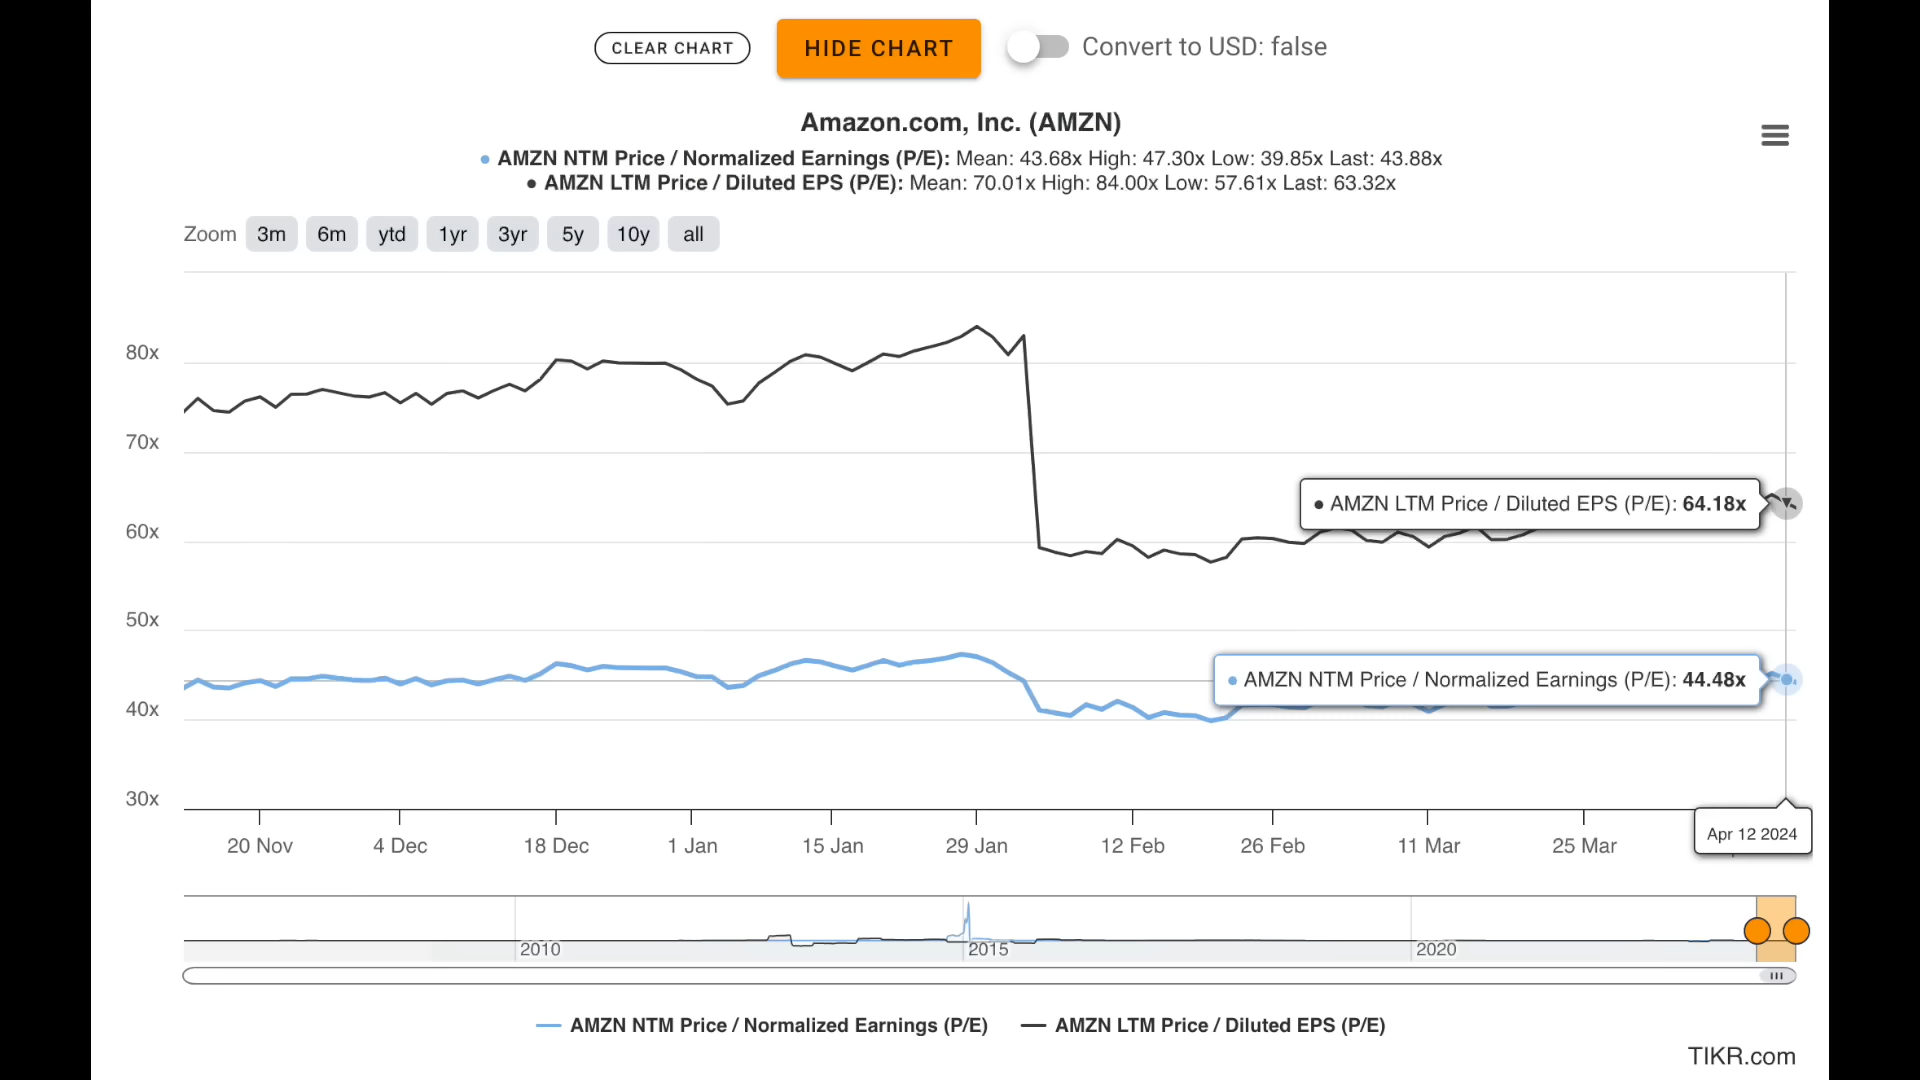 CLEAR CHART
HIDE CHART
Convert to USD: false
Amazon.com, Inc. (AMZN)
AMZN NTM Price / Normalized Earnings (P/E): Mean: 43.68x High: 47.30x Low: 39.85x Last: 43.88x
AMZN LTM Price / Diluted EPS (P/E): Mean: 70.01x High: 84.00x Low: 57.61x Last: 63.32x
Zoom 3m 6m ytd 1yr 3yr 5y 10y all
80x
70x
60x
50x
40x
30x
AMZN LTM Price / Diluted EPS (P/E): 64.18x
AMZN NTM Price / Normalized Earnings (P/E): 44.48x
20 Nov 4 Dec 18 Dec 1 Jan 15 Jan 29 Jan 12 Feb 26 Feb 11 Mar 25 Mar
Apr 12 2024
2010 2015 2020
AMZN NTM Price / Normalized Earnings (P/E) AMZN LTM Price / Diluted EPS (P/E)
TIKR.com